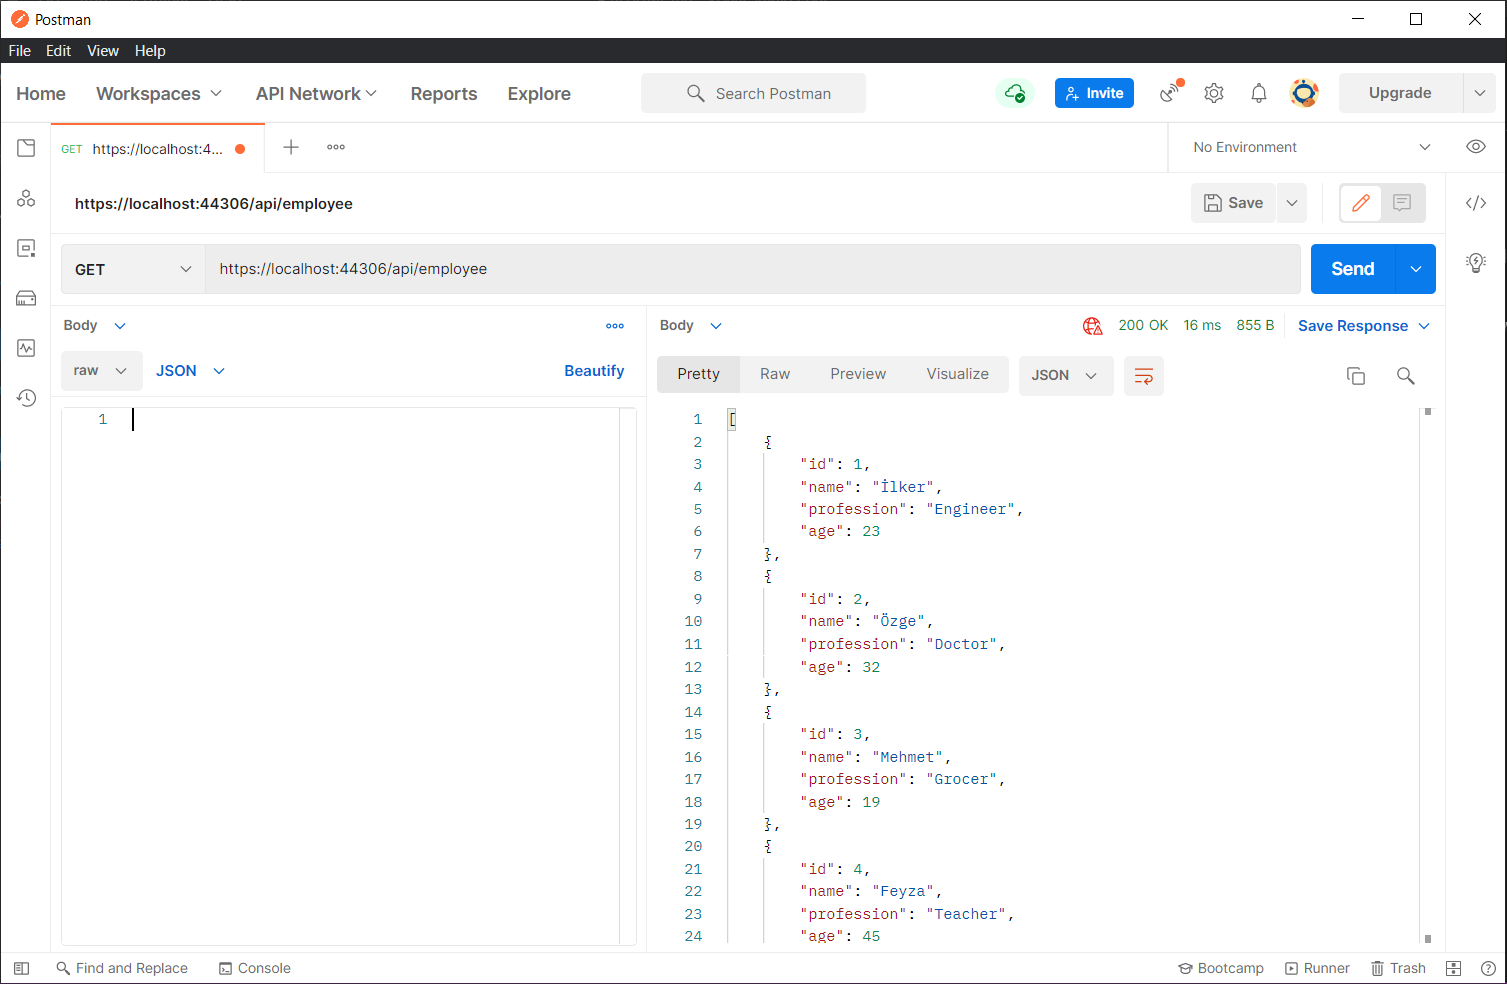 Postman
File Edit View Help
Home Workspaces API Network Reports Explore Search Postman Invite Upgrade
GET https://localhost:4... No Environment
https://localhost:44306/api/employee Save
GET https://localhost:44306/api/employee Send
Body Body 200 OK 16 ms 855 B Save Response
raw JSON Beautify Pretty Raw Preview Visualize JSON
1
1 [
2 {
3 "id": 1,
4 "name": "İlker",
5 "profession": "Engineer",
6 "age": 23
7 },
8 {
9 "id": 2,
10 "name": "Özge",
11 "profession": "Doctor",
12 "age": 32
13 },
14 {
15 "id": 3,
16 "name": "Mehmet",
17 "profession": "Grocer",
18 "age": 19
19 },
20 {
21 "id": 4,
22 "name": "Feyza",
23 "profession": "Teacher",
24 "age": 45
Find and Replace Console Bootcamp Runner Trash